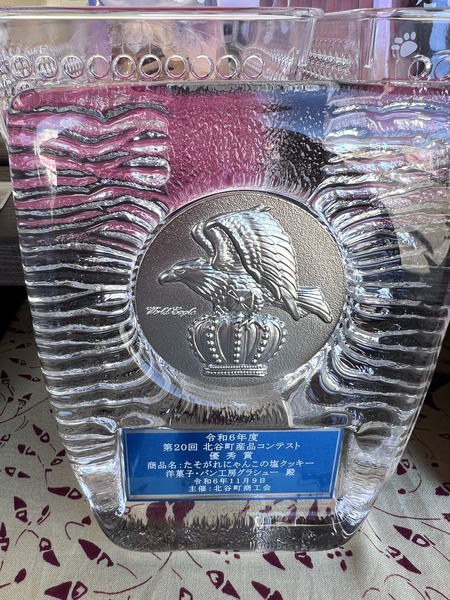 World Eagle
令和6年度
第20回 北谷町産品コンテスト
優秀賞
商品名:たそがれにゃんこの塩クッキー
洋菓子・パン工房グラシュー 殿
令和6年11月9日
主催:北谷町商工会